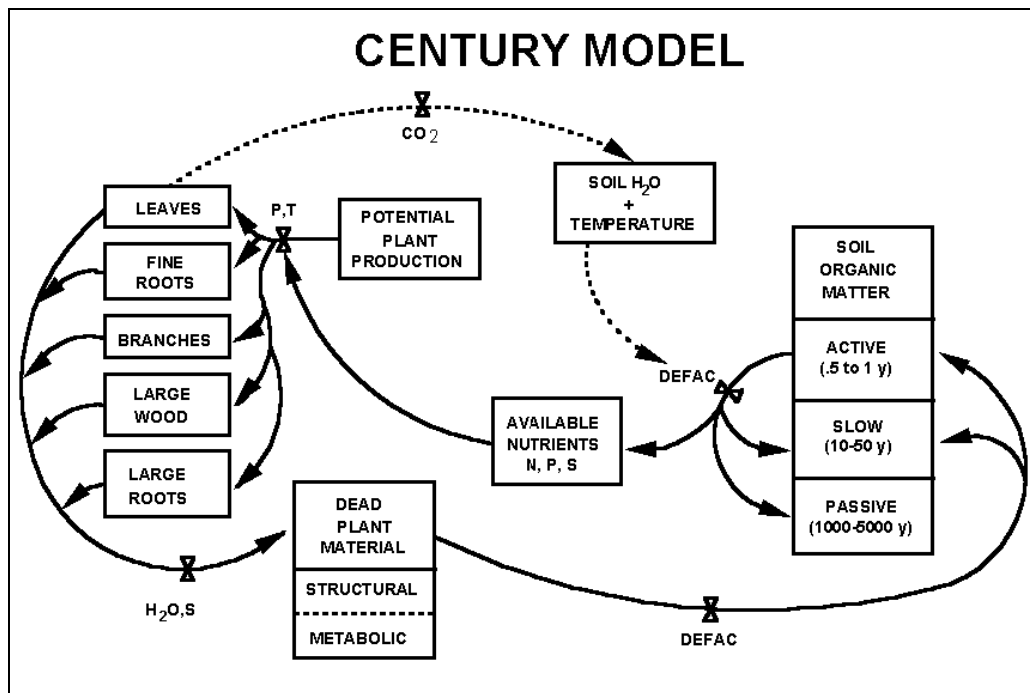 CENTURY MODEL
CO2
SOIL H2O
+
TEMPERATURE
LEAVES
P,T
POTENTIAL
PLANT
PRODUCTION
FINE
ROOTS
BRANCHES
LARGE
WOOD
LARGE
ROOTS
SOIL
ORGANIC
MATTER
ACTIVE
(.5 to 1 y)
SLOW
(10-50 y)
PASSIVE
(1000-5000 y)
DEFAC
AVAILABLE
NUTRIENTS
N, P, S
DEAD
PLANT
MATERIAL
STRUCTURAL
METABOLIC
H2O,S
DEFAC